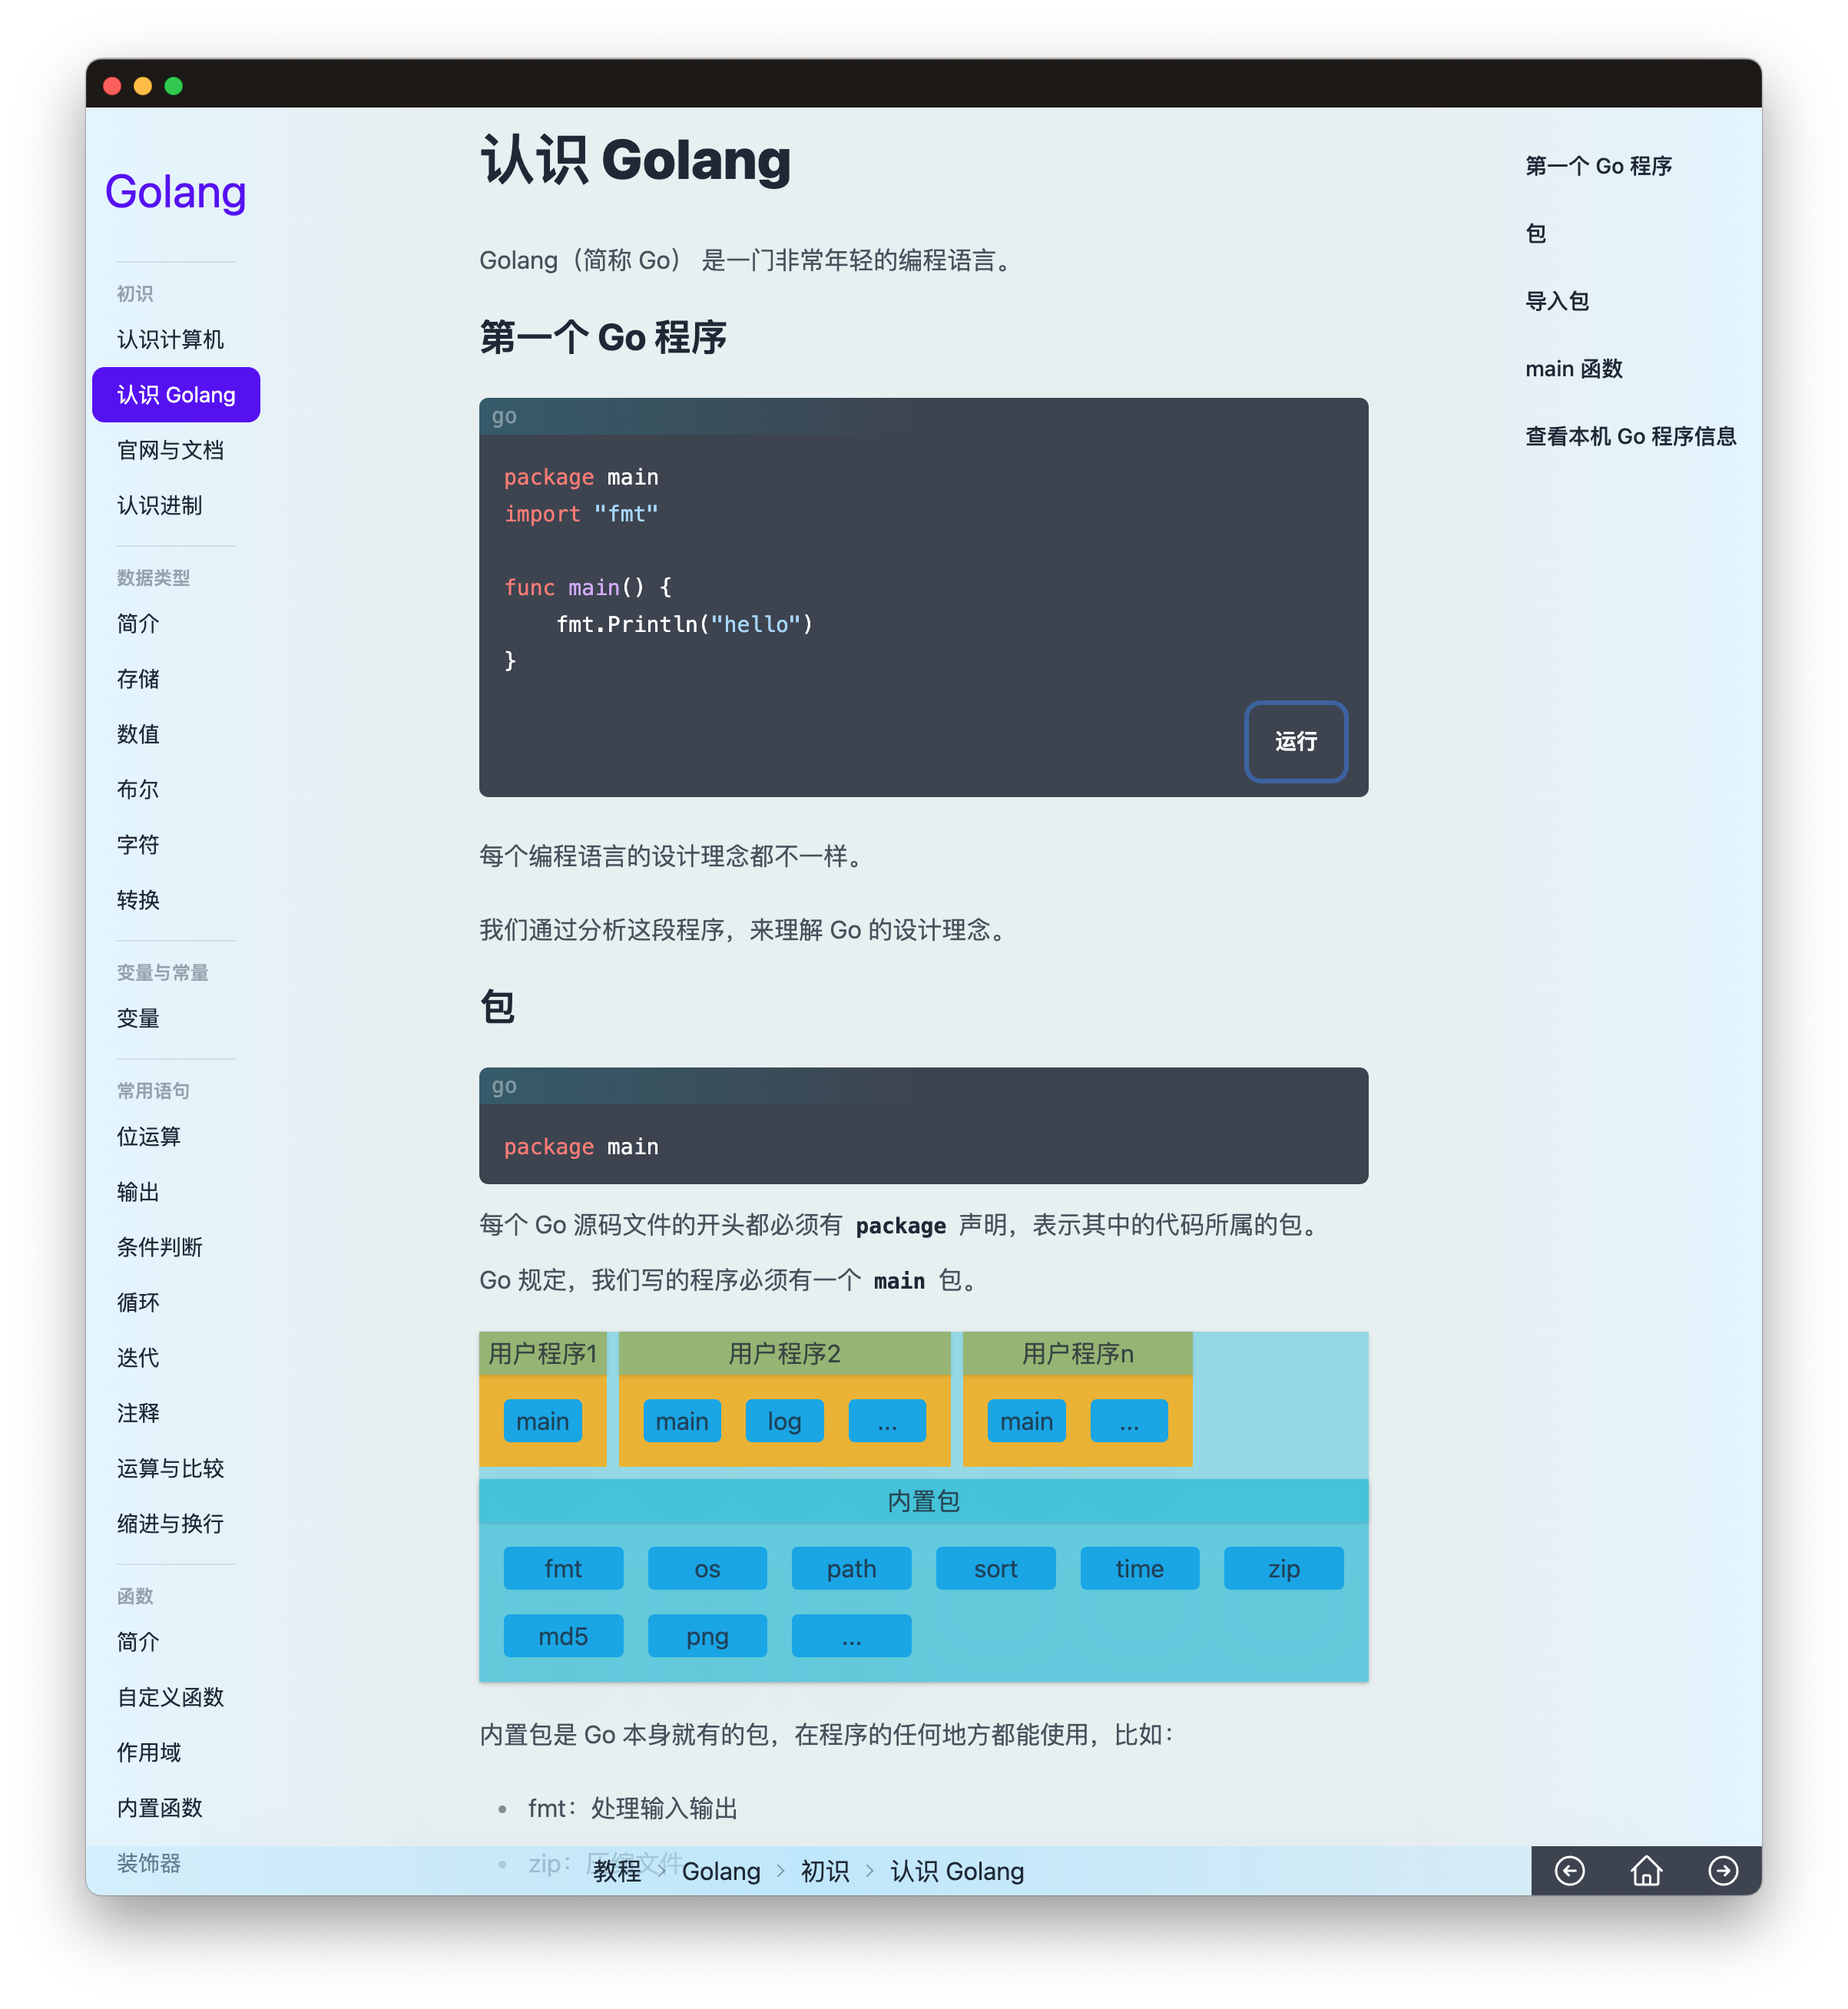 Golang
初识
认识计算机
认识 Golang
官网与文档
认识进制
数据类型
简介
存储
数值
布尔
字符
转换
变量与常量
变量
常用语句
位运算
输出
条件判断
循环
迭代
注释
运算与比较
缩进与换行
函数
简介
自定义函数
作用域
内置函数
装饰器
认识 Golang
Golang（简称 Go） 是一门非常年轻的编程语言。
第一个 Go 程序
go
package main
import "fmt"
func main() {
    fmt.Println("hello")
}
运行
每个编程语言的设计理念都不一样。
我们通过分析这段程序，来理解 Go 的设计理念。
包
go
package main
每个 Go 源码文件的开头都必须有 package 声明，表示其中的代码所属的包。
Go 规定，我们写的程序必须有一个 main 包。
用户程序1 用户程序2 用户程序n
main main log ... main ...
内置包
fmt os path sort time zip
md5 png ...
内置包是 Go 本身就有的包，在程序的任何地方都能使用，比如：
• fmt：处理输入输出
• zip：压缩文件
教程 > Golang > 初识 > 认识 Golang
第一个 Go 程序
包
导入包
main 函数
查看本机 Go 程序信息